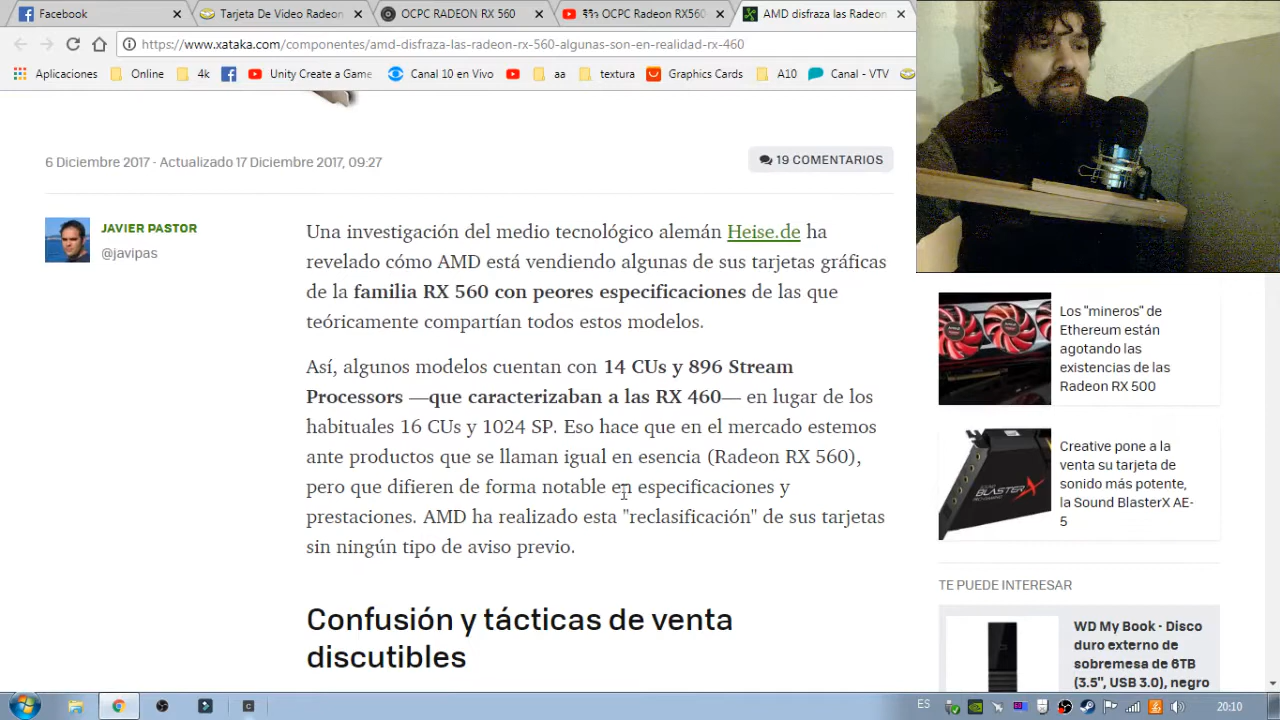 Facebook
Tarjeta De Video Radeon
OCPC RADEON RX 560
OCPC Radeon RX560
AMD disfraza las Radeon
https://www.xataka.com/componentes/amd-disfraza-las-radeon-rx-560-algunas-son-en-realidad-rx-460
Aplicaciones
Online
4k
Unity Create a Game
Canal 10 en Vivo
aa
textura
Graphics Cards
A10
Canal - VTV
6 Diciembre 2017 - Actualizado 17 Diciembre 2017, 09:27
19 COMENTARIOS
JAVIER PASTOR
@javipas
Una investigación del medio tecnológico alemán Heise.de ha
revelado cómo AMD está vendiendo algunas de sus tarjetas gráficas
de la familia RX 560 con peores especificaciones de las que
teóricamente compartían todos estos modelos.
Así, algunos modelos cuentan con 14 CUs y 896 Stream
Processors —que caracterizaban a las RX 460— en lugar de los
habituales 16 CUs y 1024 SP. Eso hace que en el mercado estemos
ante productos que se llaman igual en esencia (Radeon RX 560),
pero que difieren de forma notable en especificaciones y
prestaciones. AMD ha realizado esta "reclasificación" de sus tarjetas
sin ningún tipo de aviso previo.
Confusión y tácticas de venta
discutibles
Los "mineros" de
Ethereum están
agotando las
existencias de las
Radeon RX 500
SOUND
BLASTERX
Creative pone a la
venta su tarjeta de
sonido más potente,
la Sound BlasterX AE-
5
TE PUEDE INTERESAR
WD My Book - Disco
duro externo de
sobremesa de 6TB
(3.5", USB 3.0), negro
ES
20:10